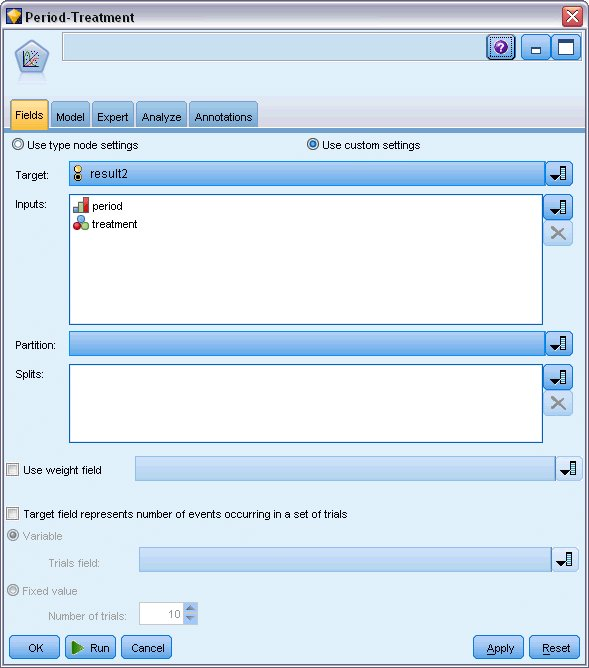 Period-Treatment
Fields Model Expert Analyze Annotations
Use type node settings Use custom settings
Target: result2
Inputs: period
treatment
Partition:
Splits:
Use weight field
Target field represents number of events occurring in a set of trials
Variable
Trials field:
Fixed value
Number of trials: 10
OK Run Cancel Apply Reset